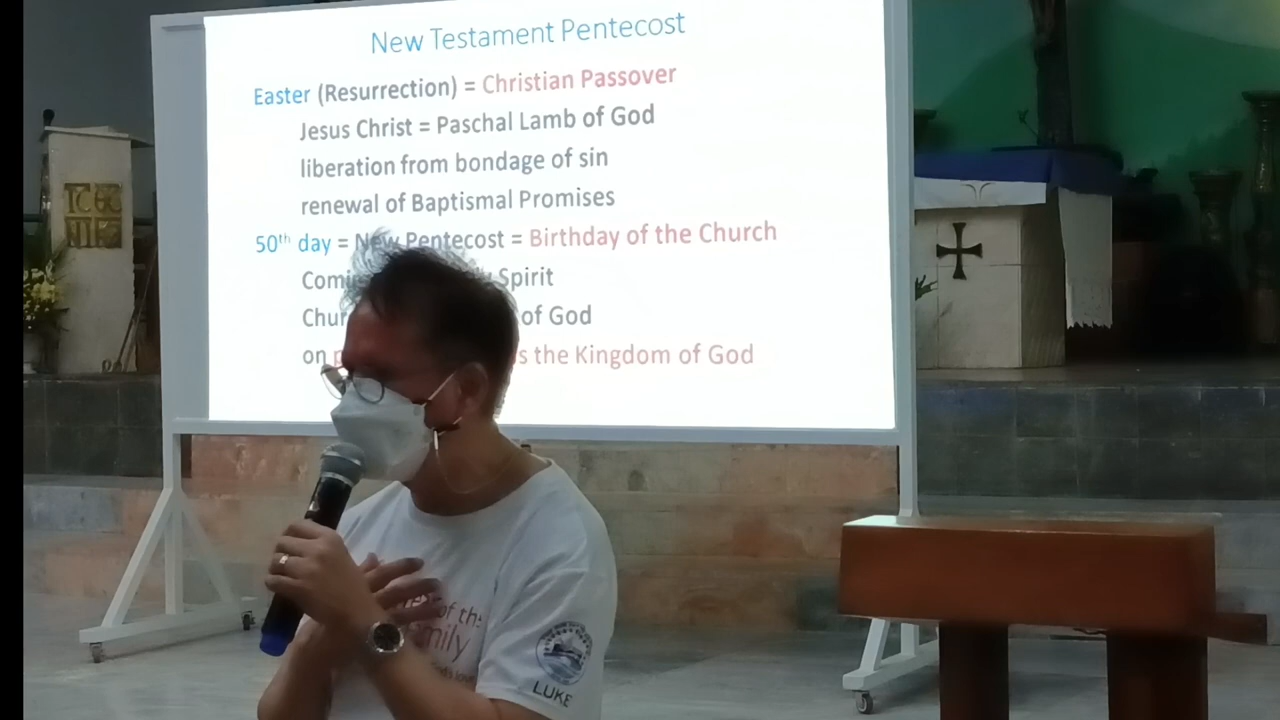 New Testament Pentecost
Easter (Resurrection) = Christian Passover
Jesus Christ = Paschal Lamb of God
liberation from bondage of sin
renewal of Baptismal Promises
50th day = New Pentecost = Birthday of the Church
Spirit
of God
on the Kingdom of God
of the
LUKE